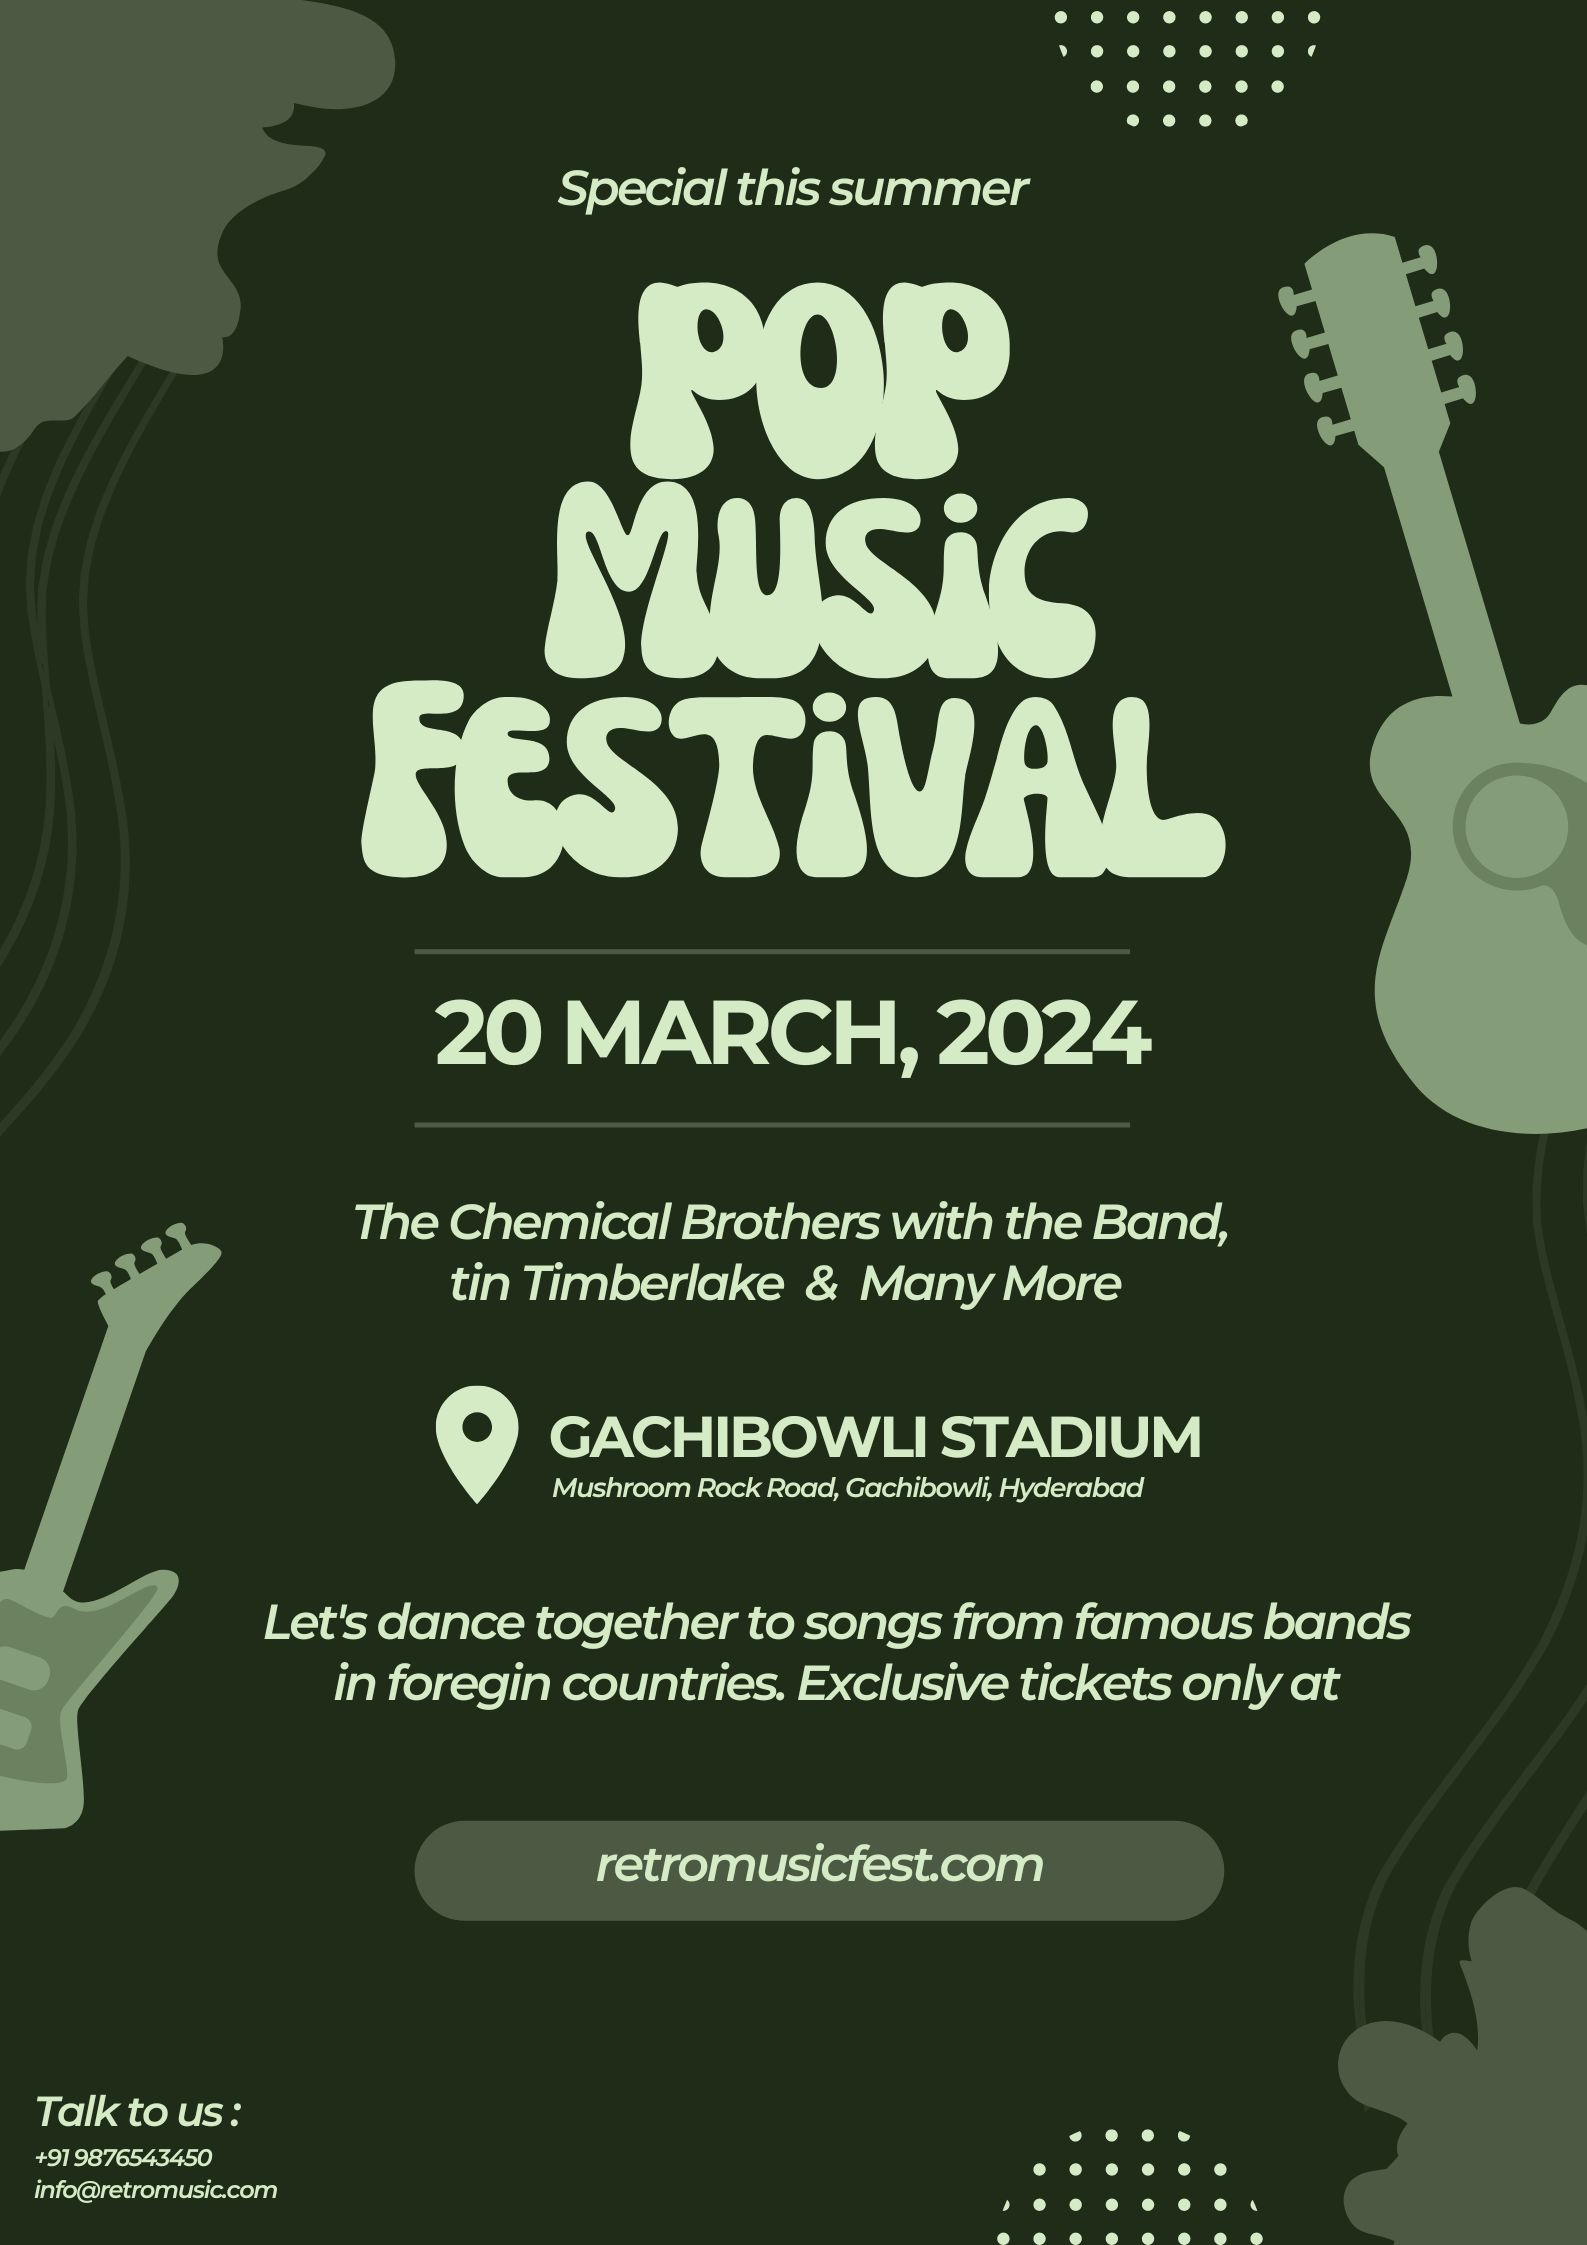 Special this summer
POP
MUSiC
FESTiVAL
20 MARCH, 2024
The Chemical Brothers with the Band,
tin Timberlake & Many More
GACHIBOWLI STADIUM
Mushroom Rock Road, Gachibowli, Hyderabad
Let's dance together to songs from famous bands
in foregin countries. Exclusive tickets only at
retromusicfest.com
Talk to us :
+91 9876543450
info@retromusic.com